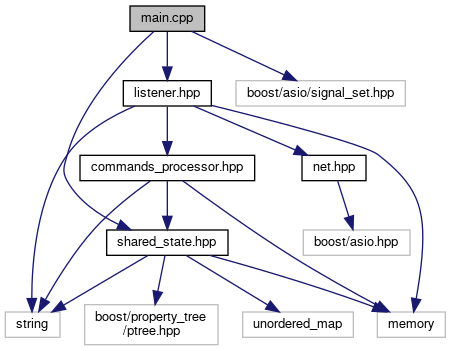 main.cpp
listener.hpp
boost/asio/signal_set.hpp
commands_processor.hpp
net.hpp
shared_state.hpp
boost/asio.hpp
string
boost/property_tree
/ptree.hpp
unordered_map
memory